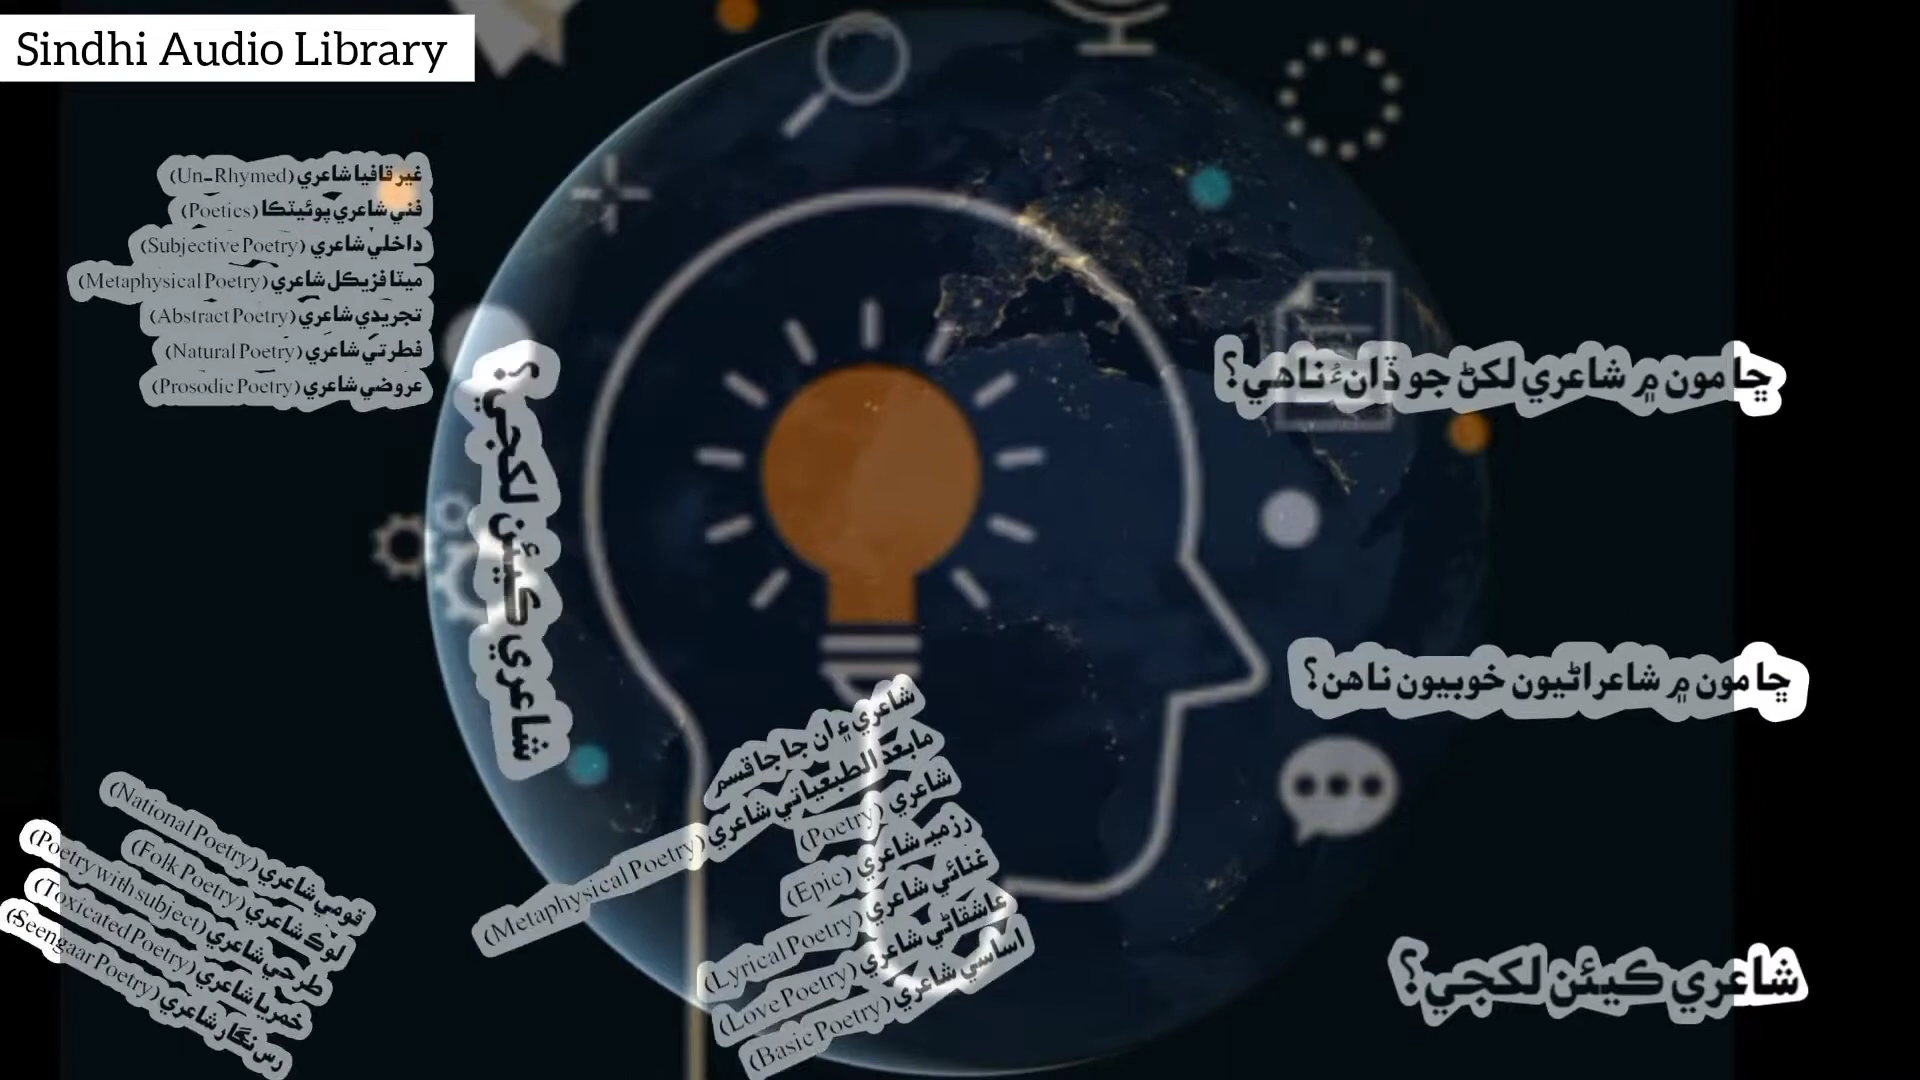 Sindhi Audio Library
غير قافيا شاعري (Un-Rhymed)
فني شاعري پوئيٽڪا (Poetics)
داخلي شاعري (Subjective Poetry)
ميٽا فزيڪل شاعري (Metaphysical Poetry)
تجريدي شاعري (Abstract Poetry)
فطرتي شاعري (Natural Poetry)
عروضي شاعري (Prosodic Poetry)
شاعري ڪيئن لکجي؟
ڇا مون ۾ شاعري لکڻ جو ڏانءُ ناهي؟
ڇا مون ۾ شاعراڻيون خوبيون ناهن؟
شاعري ڪيئن لکجي؟
شاعري ۽ ان جا جا قسم
مابعد الطبعياتي شاعري (Metaphysical Poetry)
شاعري (Poetry)
رزميه شاعري (Epic)
غنائي شاعري (Lyrical Poetry)
عاشقاڻي شاعري (Love Poetry)
اساسي شاعري (Basic Poetry)
قومي شاعري (National Poetry)
لوڪ شاعري (Folk Poetry)
طرحي شاعري (Poetry with subject)
خمريا شاعري (Toxicated Poetry)
رس نگار شاعري (Seengaar Poetry)